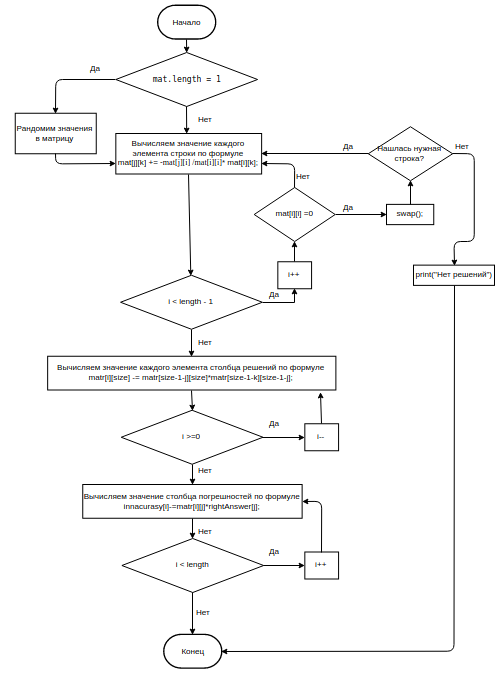 Начало
Да
mat.length = 1
Нет
Рандомим значения
в матрицу
Вычисляем значение каждого
элемента строки по формуле
mat[j][k] += -mat[j][i] /mat[i][i]* mat[i][k];
Да
Нашлась нужная
строка?
Нет
Нет
mat[i][i] =0
Да
swap();
i++
print("Нет решений")
i < length - 1
Да
Нет
Вычисляем значение каждого элемента столбца решений по формуле
matr[i][size] -= matr[size-1-j][size]*matr[size-1-k][size-1-j];
i >=0
Да
i--
Нет
Вычисляем значение столбца погрешностей по формуле
innacurasy[i]-=matr[i][j]*rightAnswer[j];
Нет
i < length
Да
i++
Нет
Конец